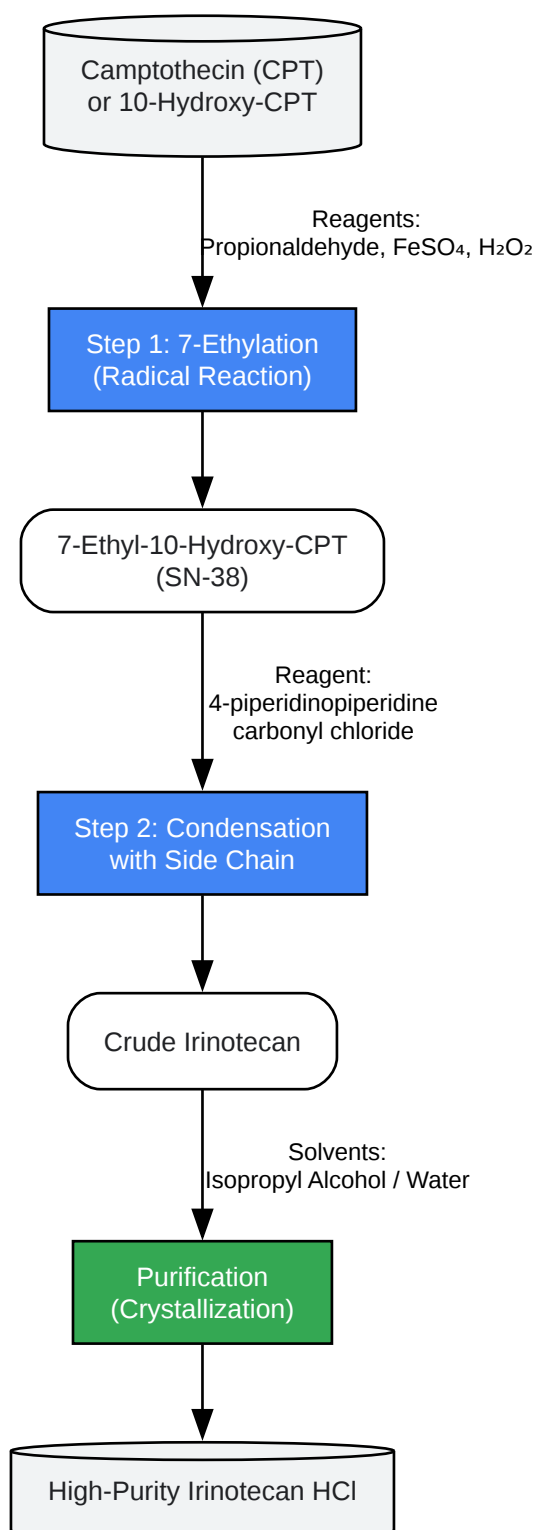 Camptothecin (CPT)
or 10-Hydroxy-CPT
Reagents:
Propionaldehyde, FeSO₄, H₂O₂
Step 1: 7-Ethylation
(Radical Reaction)
7-Ethyl-10-Hydroxy-CPT
(SN-38)
Reagent:
4-piperidinopiperidine
carbonyl chloride
Step 2: Condensation
with Side Chain
Crude Irinotecan
Solvents:
Isopropyl Alcohol / Water
Purification
(Crystallization)
High-Purity Irinotecan HCl